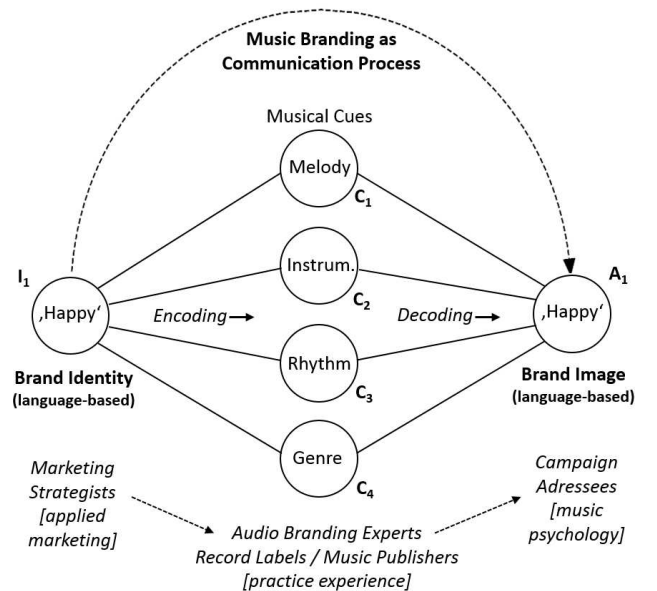 Music Branding as
Communication Process
Musical Cues
Melody
C1
Instrum.
C2
I1
A1
‚Happy‘
‚Happy‘
Encoding
Decoding
Rhythm
C3
Brand Identity
(language-based)
Brand Image
(language-based)
Genre
C4
Marketing
Strategists
[applied
marketing]
Audio Branding Experts
Record Labels / Music Publishers
[practice experience]
Campaign
Adressees
[music
psychology]